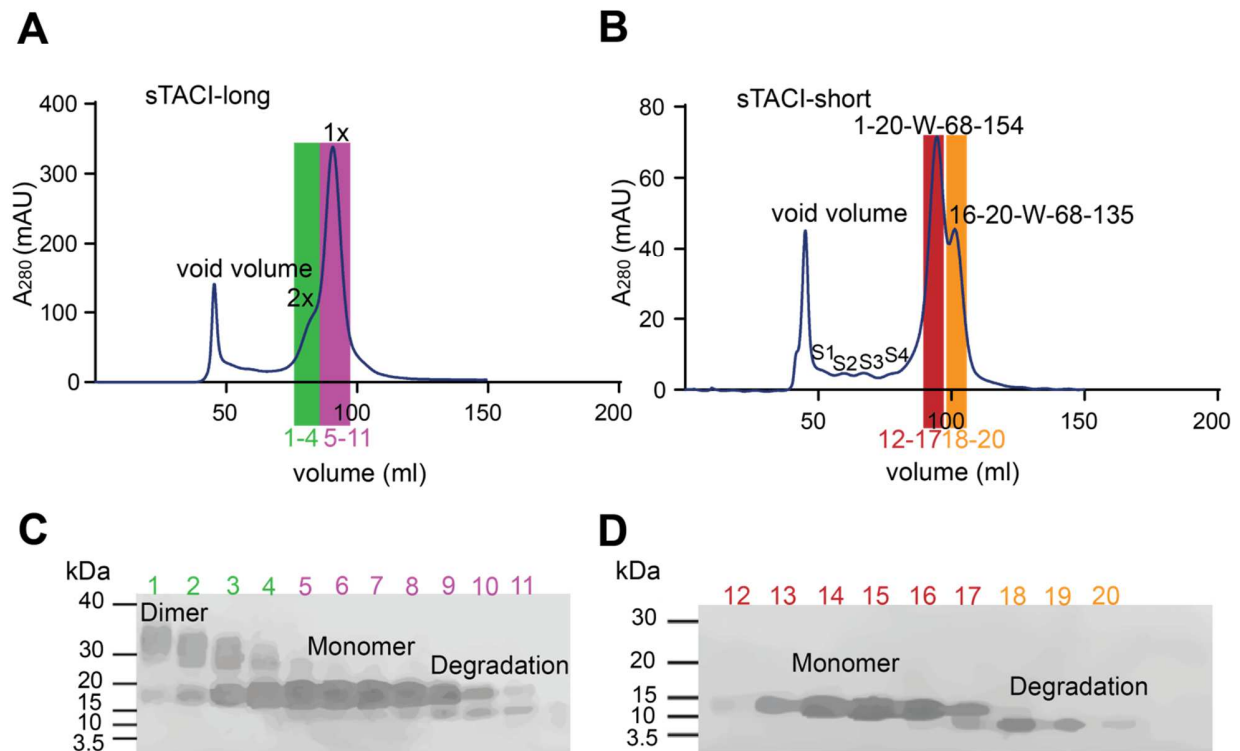 A
sTACI-long
400
300
200
100
0
A280 (mAU)
void volume
2x
1x
50
100
150
200
1-4
5-11
volume (ml)
B
sTACI-short
80
60
40
20
0
A280 (mAU)
1-20-W-68-154
16-20-W-68-135
void volume
S1
S2
S3
S4
50
100
150
200
12-17
18-20
volume (ml)
C
kDa
1 2 3 4 5 6 7 8 9 10 11
40
30
20
15
10
3.5
Dimer
Monomer
Degradation
D
kDa
12 13 14 15 16 17 18 19 20
30
20
15
10
3.5
Monomer
Degradation